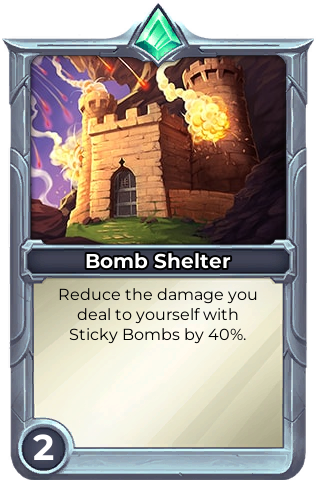 Bomb Shelter
Reduce the damage you
deal to yourself with
Sticky Bombs by 40%.
2